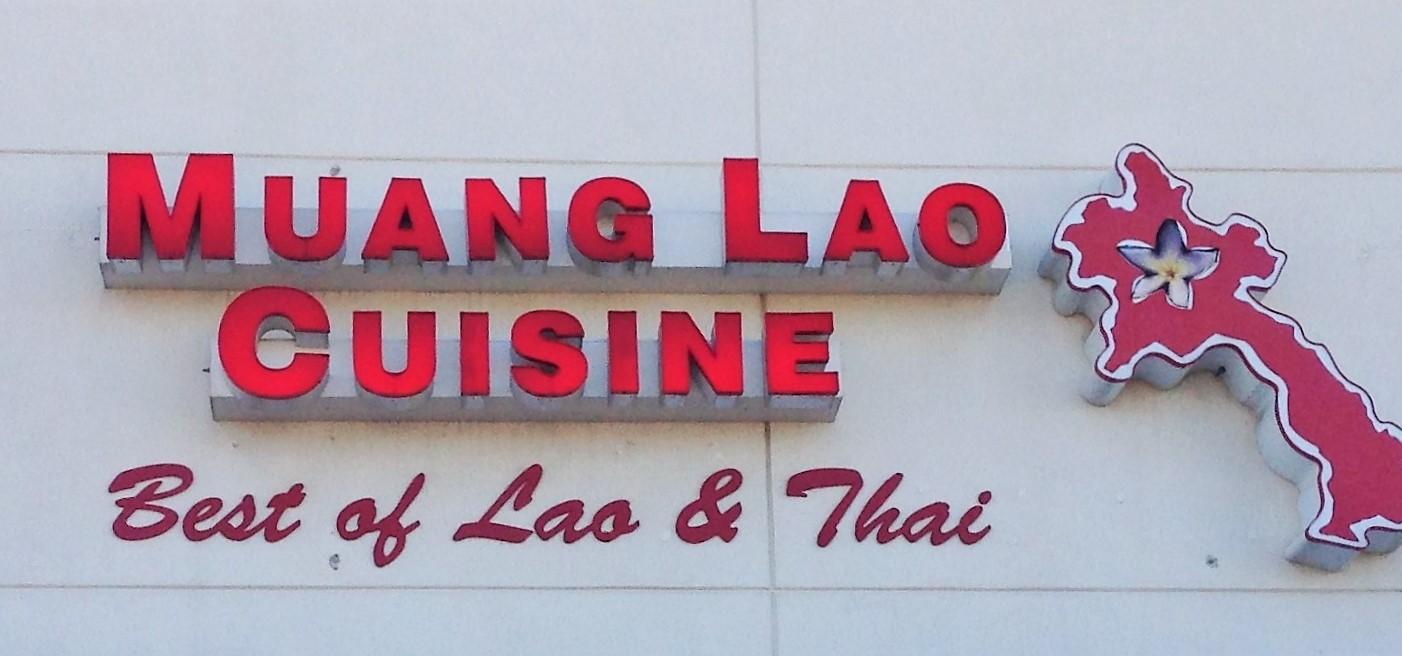 MUANG LAO
CUISINE
Best of Lao & Thai